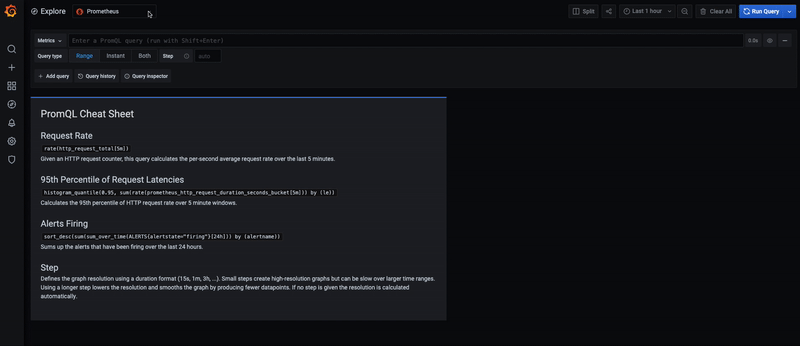 Explore Prometheus Split Last 1 hour Clear All Run Query
Metrics Enter a PromQL query (run with Shift+Enter) 0.0s
Query type Range Instant Both Step auto
+ Add query Query history Query inspector
PromQL Cheat Sheet
Request Rate
rate(http_request_total[5m])
Given an HTTP request counter, this query calculates the per-second average request rate over the last 5 minutes.
95th Percentile of Request Latencies
histogram_quantile(0.95, sum(rate(prometheus_http_request_duration_seconds_bucket[5m])) by (le))
Calculates the 95th percentile of HTTP request rate over 5 minute windows.
Alerts Firing
sort_desc(sum(sum_over_time(ALERTS{alertstate="firing"}[24h])) by (alertname))
Sums up the alerts that have been firing over the last 24 hours.
Step
Defines the graph resolution using a duration format (15s, 1m, 3h, ...). Small steps create high-resolution graphs but can be slow over larger time ranges.
Using a longer step lowers the resolution and smooths the graph by producing fewer datapoints. If no step is given the resolution is calculated
automatically.